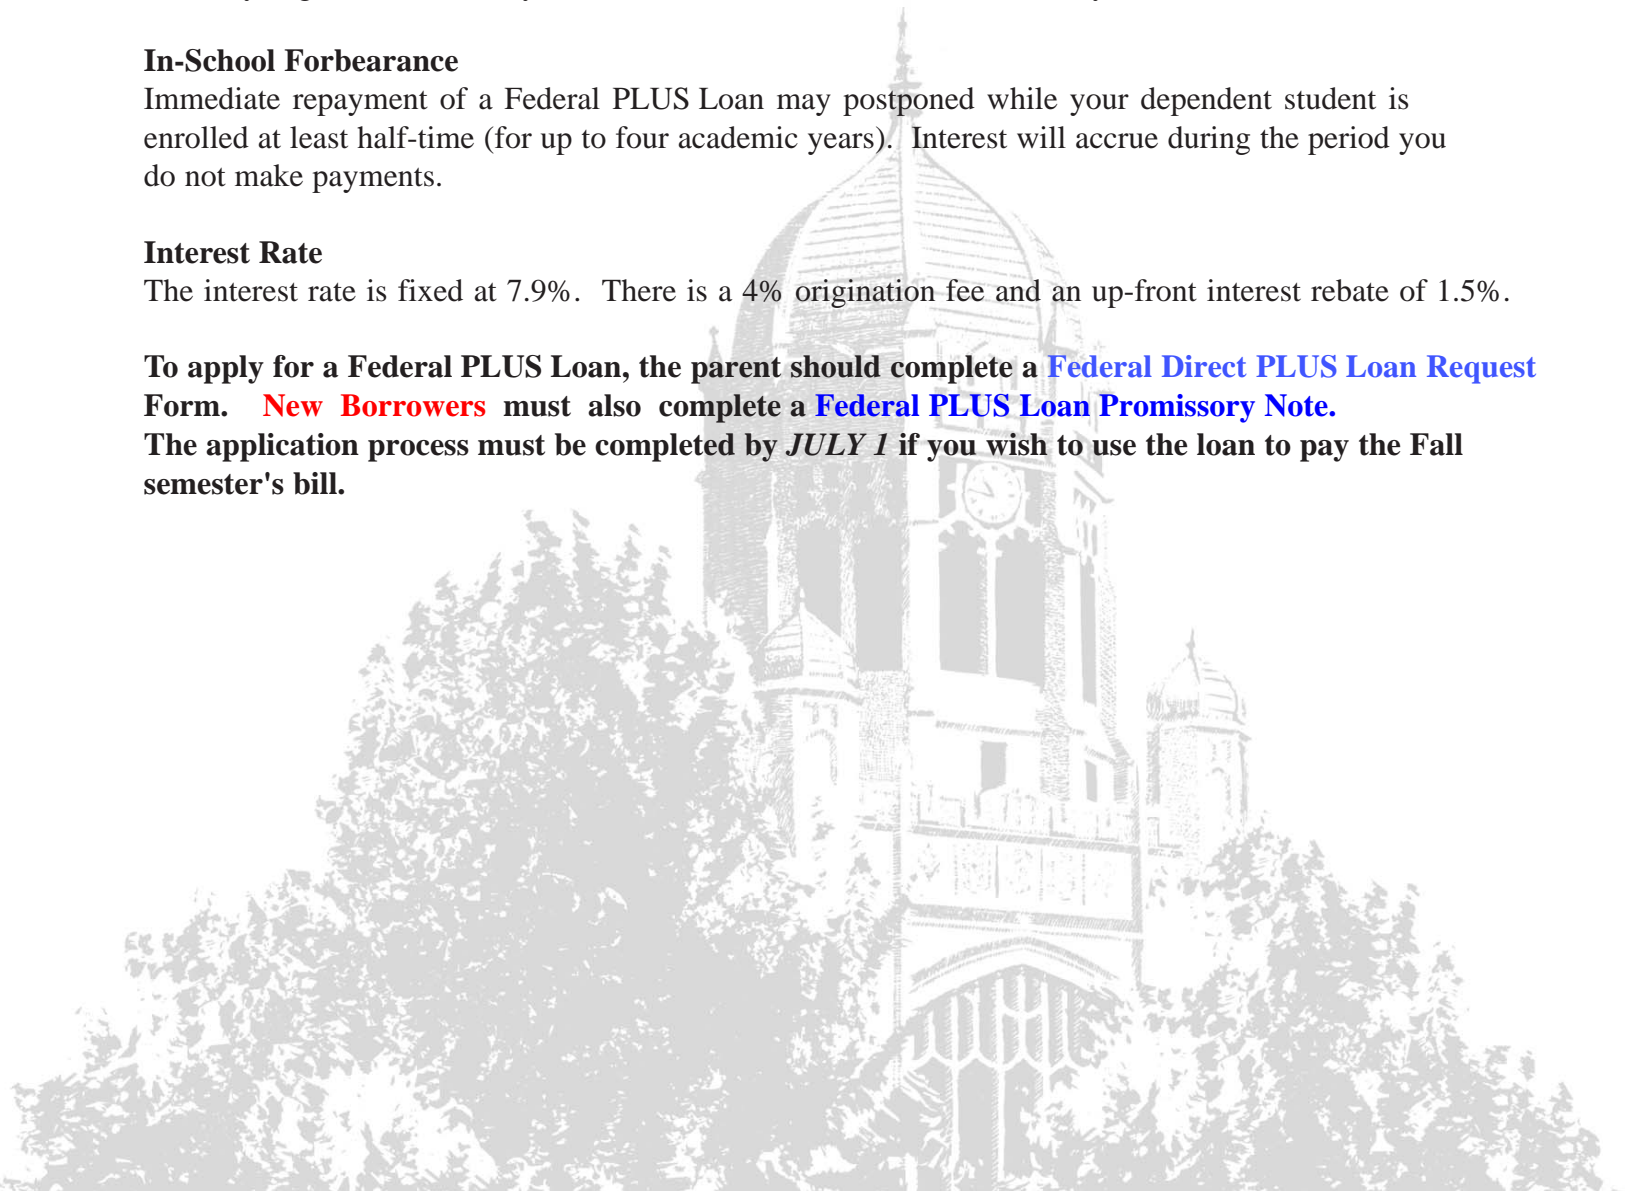 In-School Forbearance
Immediate repayment of a Federal PLUS Loan may postponed while your dependent student is
enrolled at least half-time (for up to four academic years).  Interest will accrue during the period you
do not make payments.
Interest Rate
The interest rate is fixed at 7.9%.  There is a 4% origination fee and an up-front interest rebate of 1.5%.
To apply for a Federal PLUS Loan, the parent should complete a Federal Direct PLUS Loan Request
Form.  New Borrowers must also complete a Federal PLUS Loan Promissory Note.
The application process must be completed by JULY 1 if you wish to use the loan to pay the Fall
semester's bill.